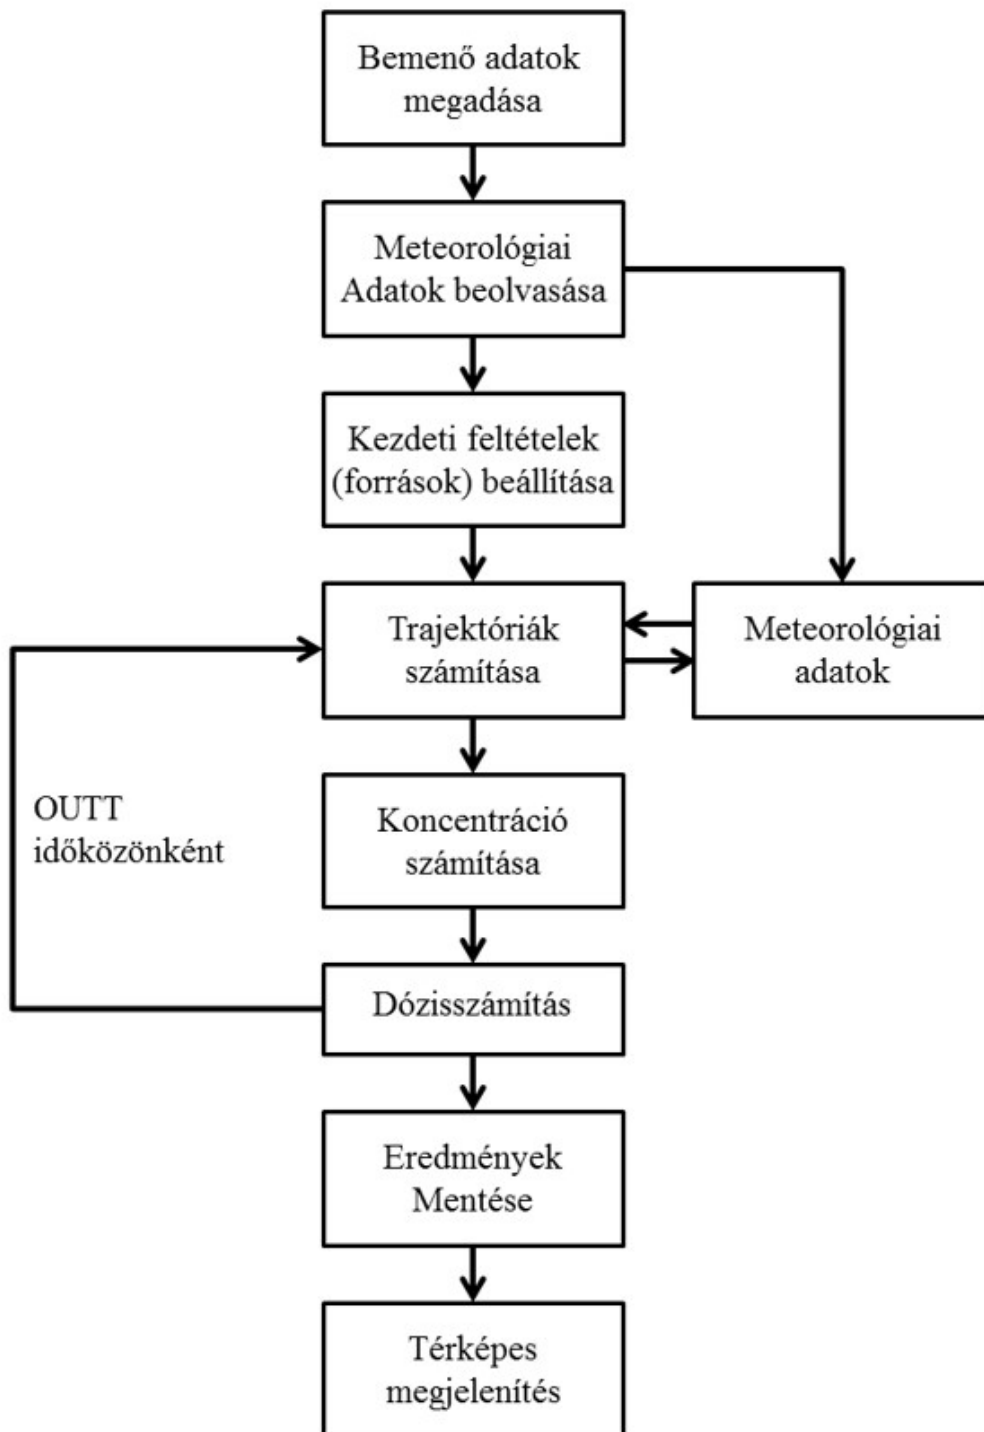 Bemenő adatok
megadása
Meteorológiai
Adatok beolvasása
Kezdeti feltételek
(források) beállítása
Trajektóriák
számítása
Meteorológiai
adatok
OUTT
időközönként
Koncentráció
számítása
Dózisszámítás
Eredmények
Mentése
Térképes
megjelenítés